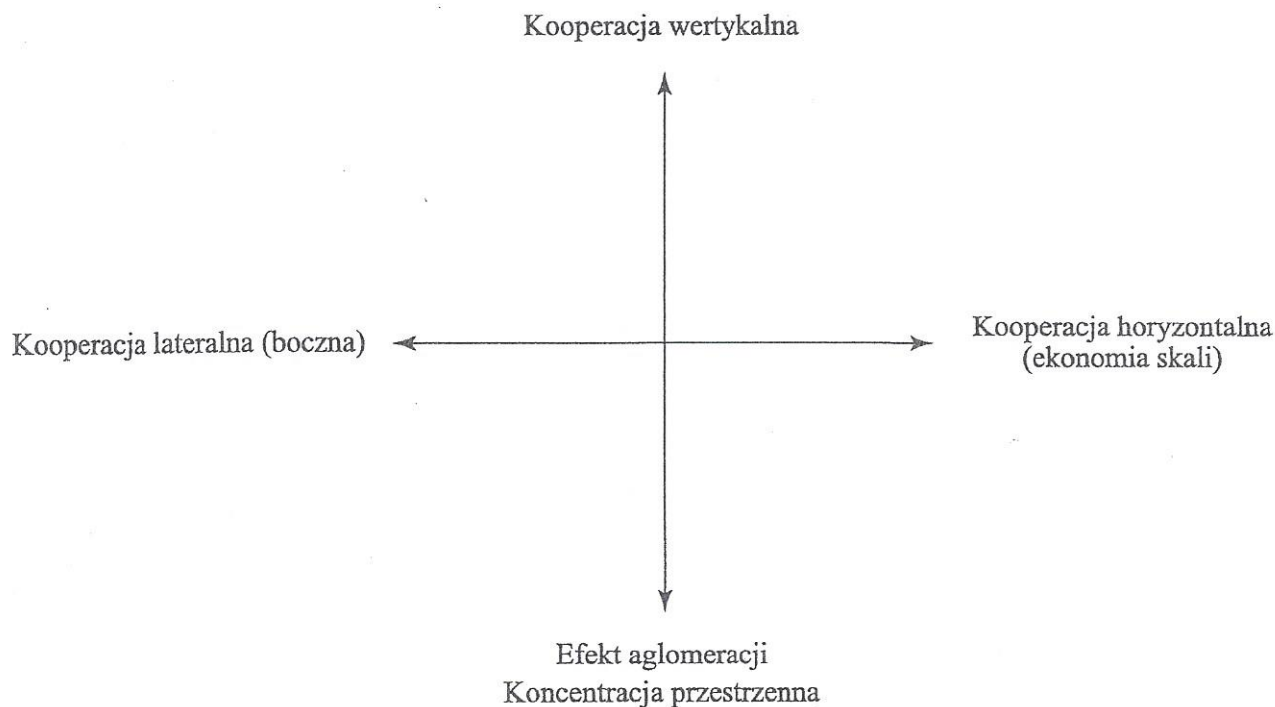 Kooperacja wertykalna
Kooperacja lateralna (boczna)
Kooperacja horyzontalna
(ekonomia skali)
Efekt aglomeracji
Koncentracja przestrzenna